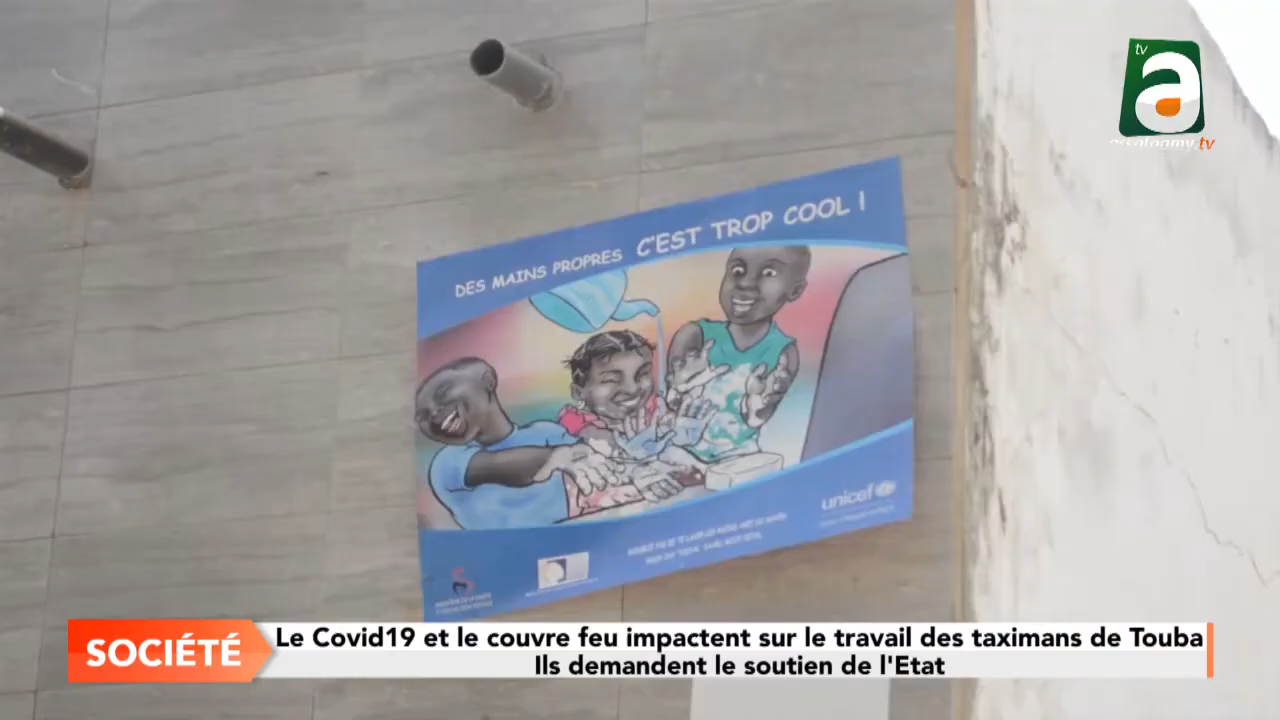 tv
a
assalaamy.tv
DES MAINS PROPRES C'EST TROP COOL !
unicef
SOCIÉTÉ
Le Covid19 et le couvre feu impactent sur le travail des taximans de Touba
Ils demandent le soutien de l'Etat